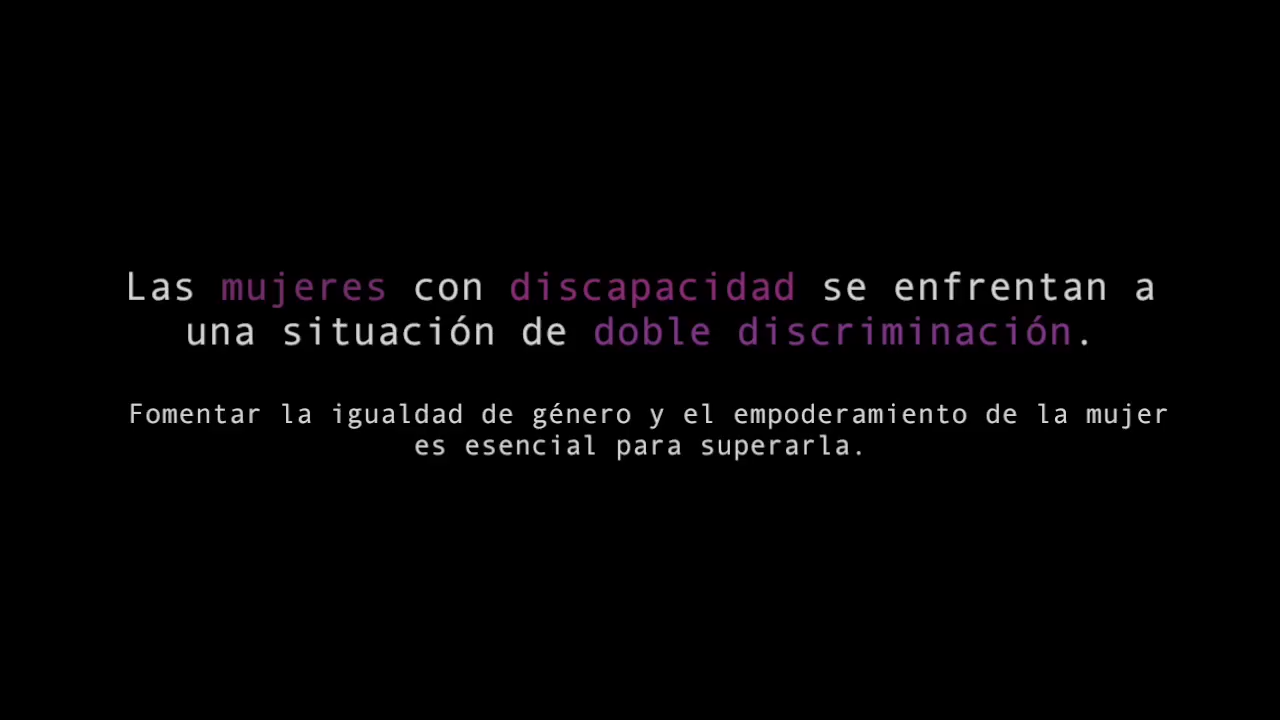 Las mujeres con discapacidad se enfrentan a
una situación de doble discriminación.
Fomentar la igualdad de género y el empoderamiento de la mujer
es esencial para superarla.